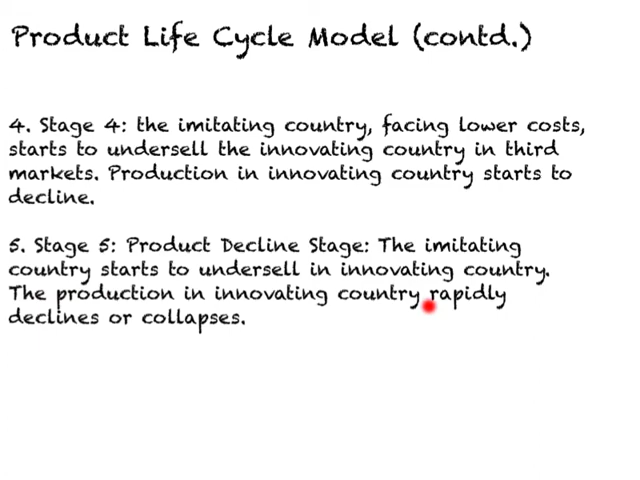 Product Life Cycle Model (contd.)
4. Stage 4: the imitating country, facing lower costs,
starts to undersell the innovating country in third
markets. Production in innovating country starts to
decline.
5. Stage 5: Product Decline Stage: The imitating
country starts to undersell in innovating country.
The production in innovating country rapidly
declines or collapses.